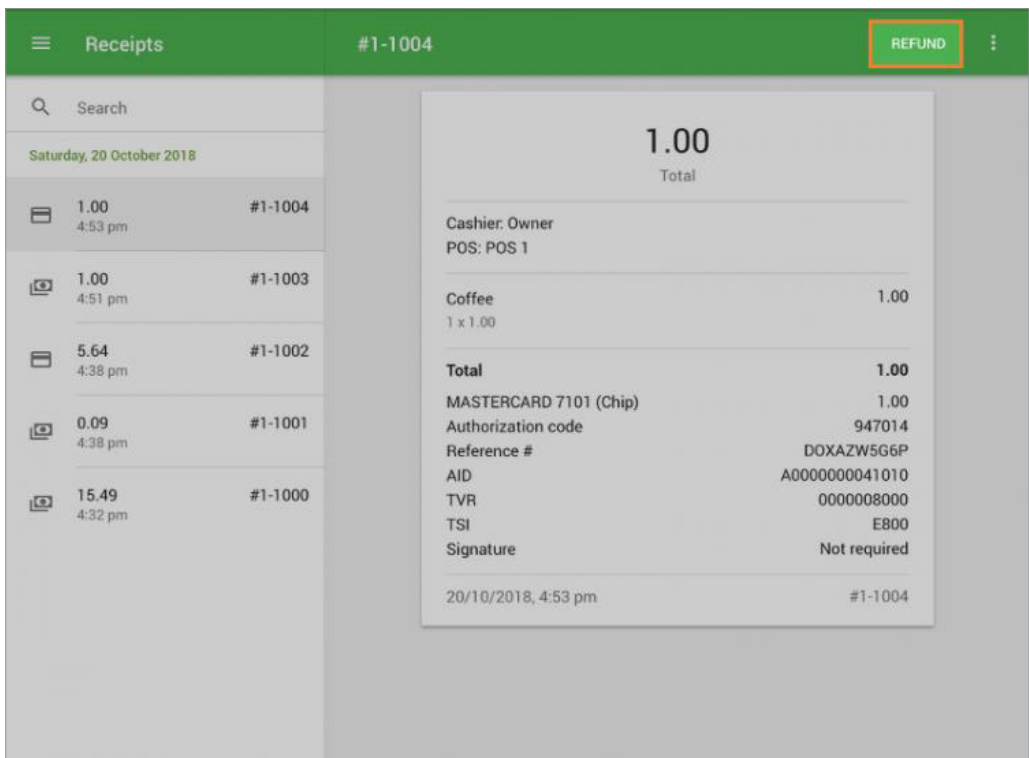 Receipts
#1-1004
REFUND
Search
Saturday, 20 October 2018
1.00 #1-1004
4:53 pm
1.00 #1-1003
4:51 pm
5.64 #1-1002
4:38 pm
0.09 #1-1001
4:38 pm
15.49 #1-1000
4:32 pm
1.00
Total
Cashier: Owner
POS: POS 1
Coffee 1.00
1 x 1.00
Total 1.00
MASTERCARD 7101 (Chip) 1.00
Authorization code 947014
Reference # DOXAZW5G6P
AID A0000000041010
TVR 0000008000
TSI E800
Signature Not required
20/10/2018, 4:53 pm #1-1004